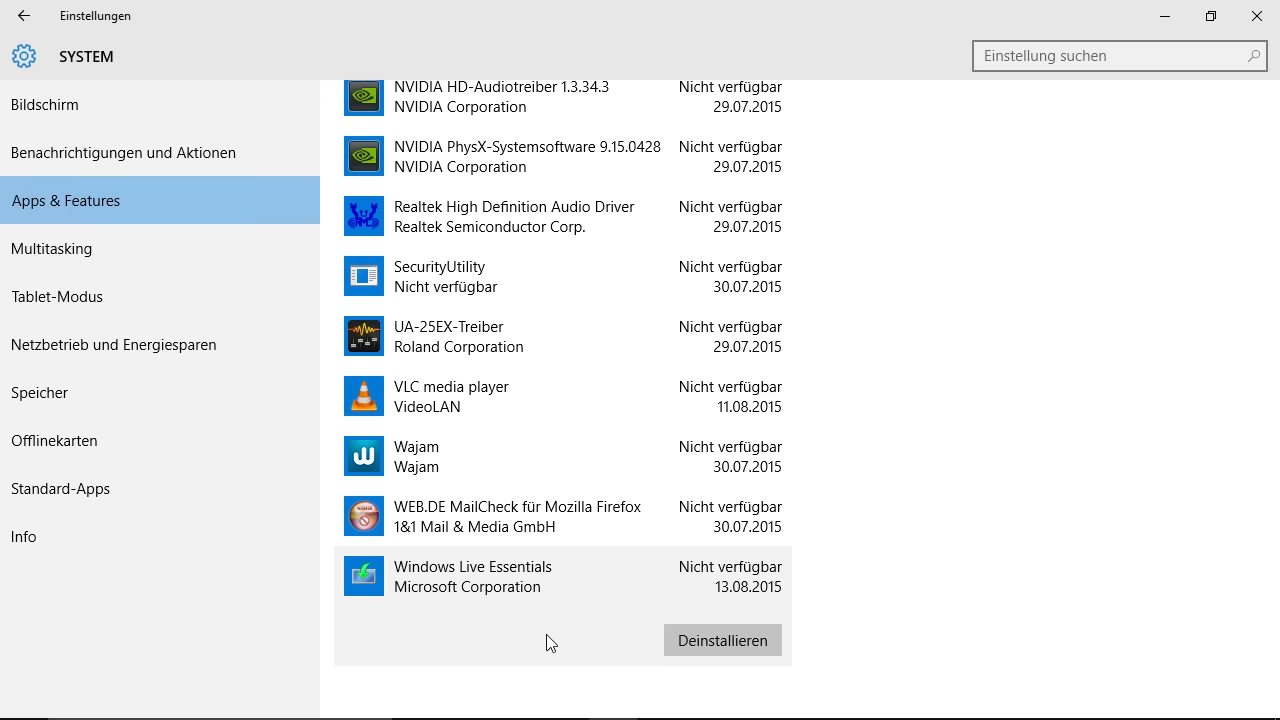 Einstellungen
SYSTEM
Einstellung suchen
Bildschirm
Benachrichtigungen und Aktionen
Apps & Features
Multitasking
Tablet-Modus
Netzbetrieb und Energiesparen
Speicher
Offlinekarten
Standard-Apps
Info
NVIDIA HD-Audiotreiber 1.3.34.3 Nicht verfügbar
NVIDIA Corporation 29.07.2015
NVIDIA PhysX-Systemsoftware 9.15.0428 Nicht verfügbar
NVIDIA Corporation 29.07.2015
Realtek High Definition Audio Driver Nicht verfügbar
Realtek Semiconductor Corp. 29.07.2015
SecurityUtility Nicht verfügbar
Nicht verfügbar 30.07.2015
UA-25EX-Treiber Nicht verfügbar
Roland Corporation 29.07.2015
VLC media player Nicht verfügbar
VideoLAN 11.08.2015
Wajam Nicht verfügbar
Wajam 30.07.2015
WEB.DE MailCheck für Mozilla Firefox Nicht verfügbar
1&1 Mail & Media GmbH 30.07.2015
Windows Live Essentials Nicht verfügbar
Microsoft Corporation 13.08.2015
Deinstallieren